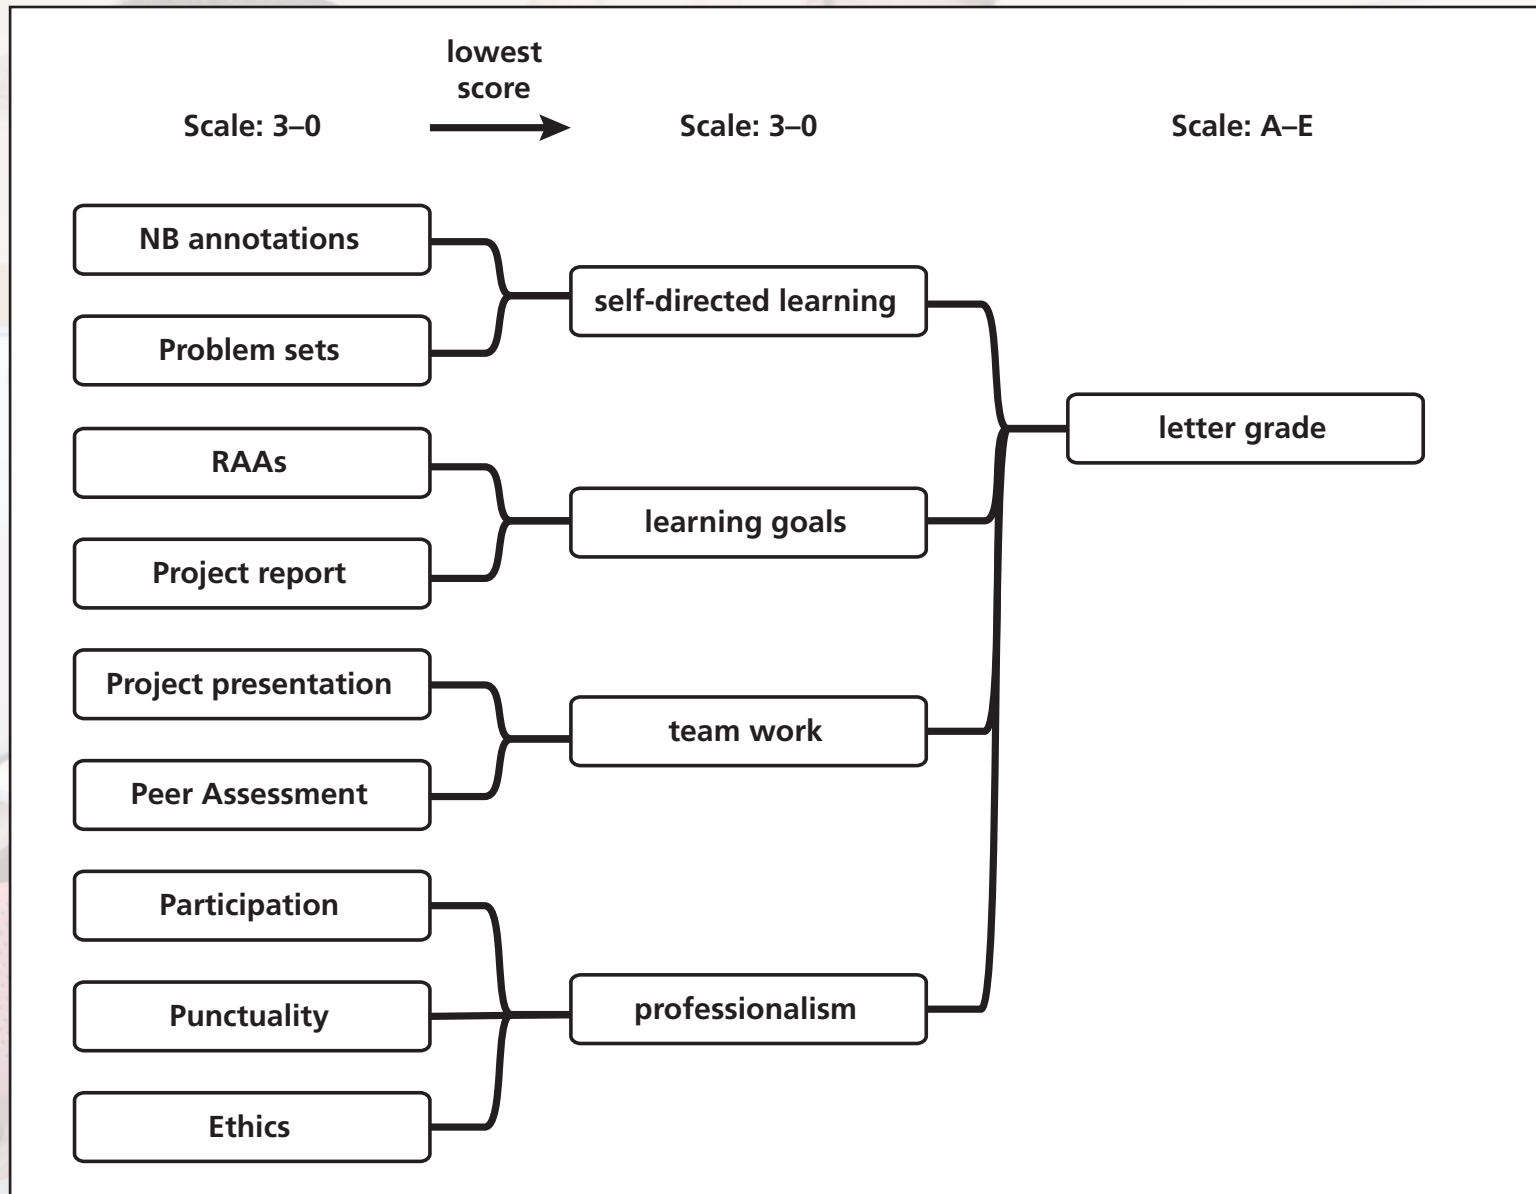 lowest
score
Scale: 3–0
Scale: 3–0
Scale: A–E
NB annotations
Problem sets
RAAs
Project report
Project presentation
Peer Assessment
Participation
Punctuality
Ethics
self-directed learning
learning goals
team work
professionalism
letter grade